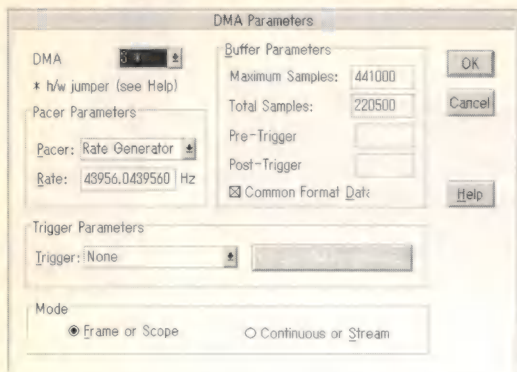 DMA Parameters
DMA 3
* h/w jumper (see Help)
Pacer Parameters
Pacer: Rate Generator
Rate: 43956.0439560 Hz
Buffer Parameters
Maximum Samples: 441000
Total Samples: 220500
Pre-Trigger
Post-Trigger
Common Format Data
OK
Cancel
Help
Trigger Parameters
Trigger: None
Mode
Frame or Scope
Continuous or Stream